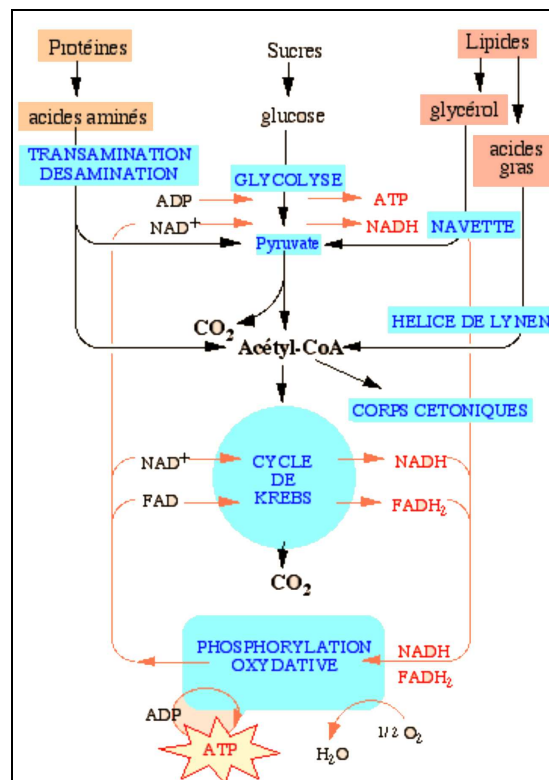 Protéines
Sucres
Lipides
acides aminés
glucose
glycérol
acides
gras
TRANSAMINATION
DESAMINATION
GLYCOLYSE
ADP
ATP
NAD+
NADH
NAVETTE
Pyruvate
CO2
HELICE DE LYNEN
Acétyl-CoA
CORPS CETONIQUES
NAD+
CYCLE
DE
KREBS
NADH
FAD
FADH2
CO2
PHOSPHORYLATION
OXYDATIVE
NADH
FADH2
ADP
ATP
1/2 O2
H2O